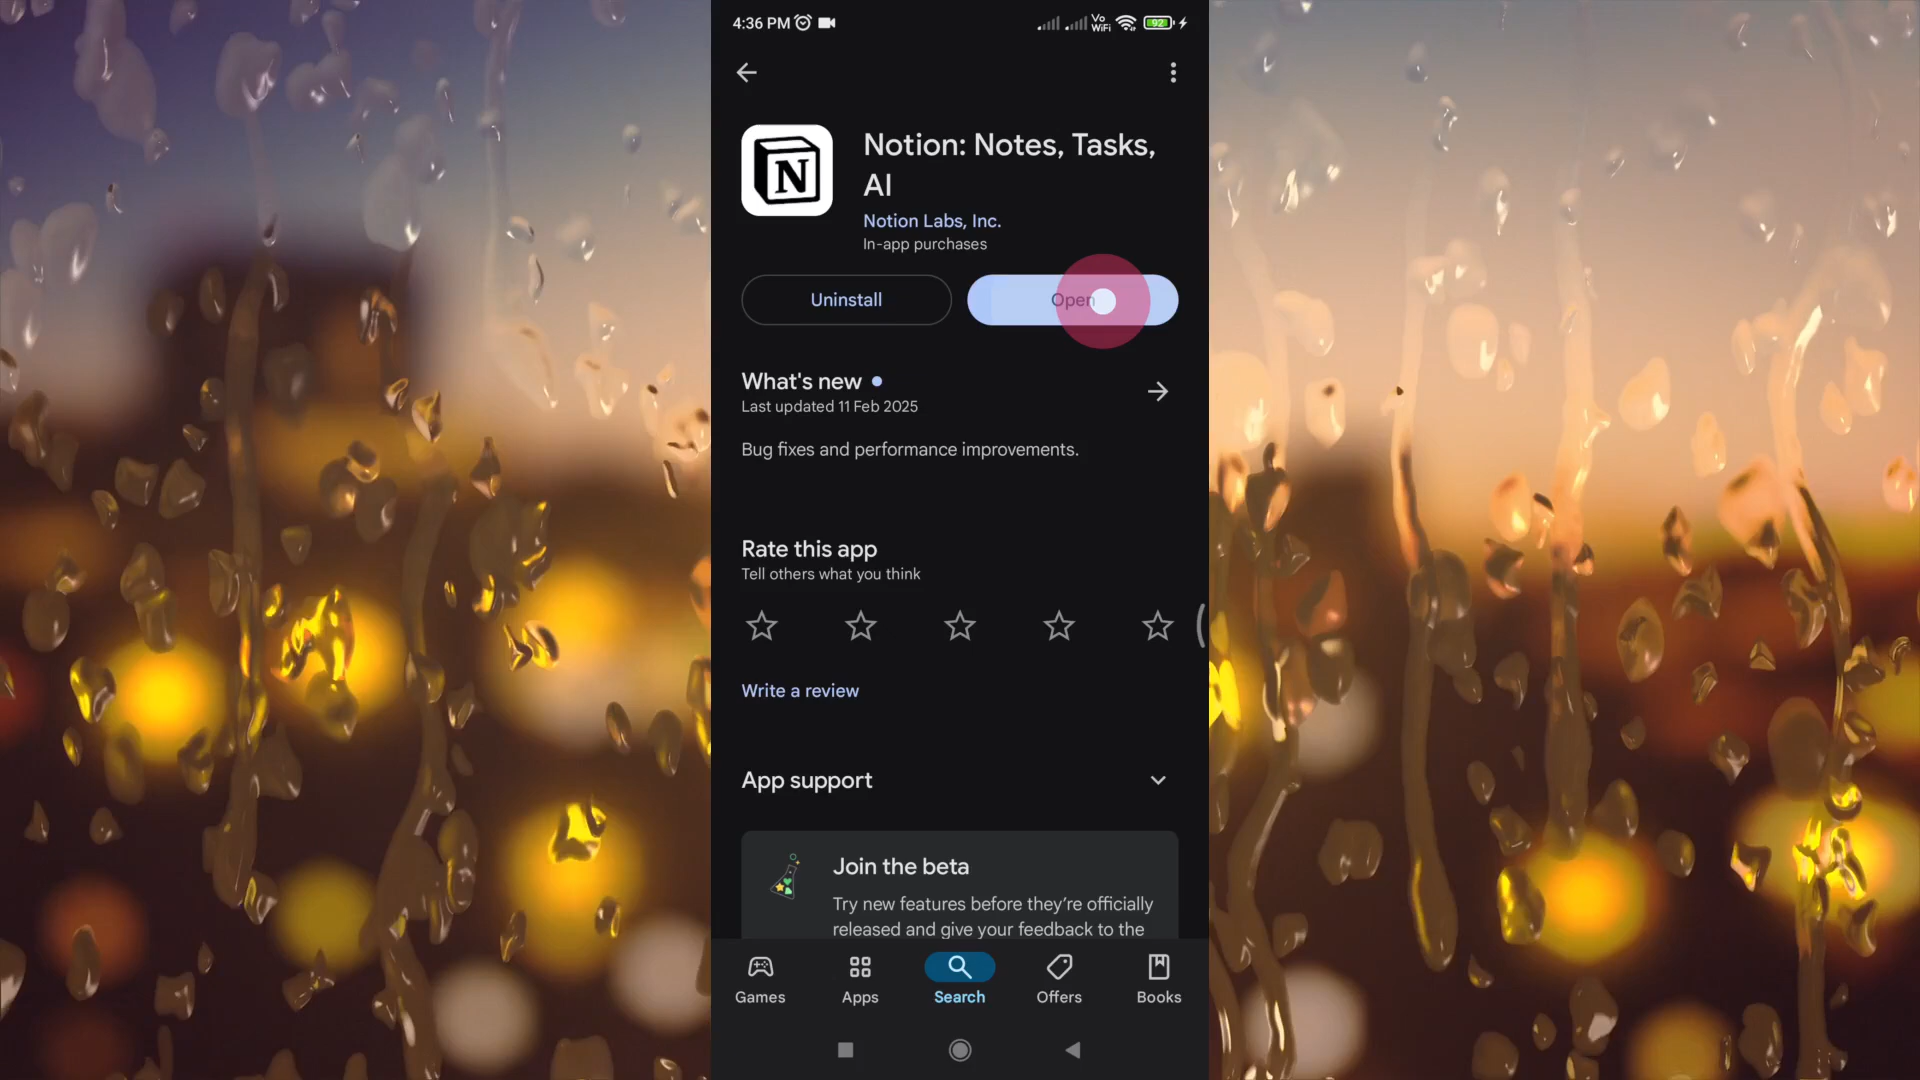 4:36 PM
Vo
WiFi
92
N
Notion: Notes, Tasks,
AI
Notion Labs, Inc.
In-app purchases
Uninstall
Open
What's new
Last updated 11 Feb 2025
Bug fixes and performance improvements.
Rate this app
Tell others what you think
Write a review
App support
Join the beta
Try new features before they're officially
released and give your feedback to the
Games
Apps
Search
Offers
Books